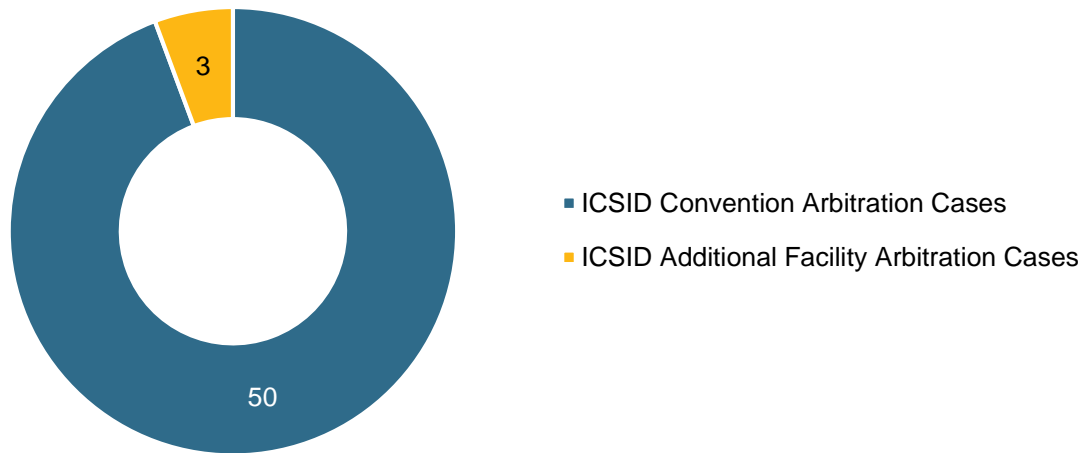 3
50
ICSID Convention Arbitration Cases
ICSID Additional Facility Arbitration Cases